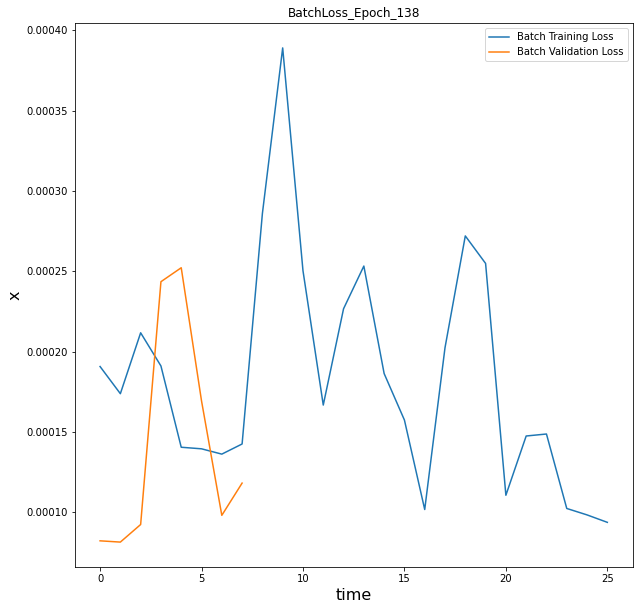 BatchLoss_Epoch_138
Batch Training Loss
Batch Validation Loss
0.00040
0.00035
0.00030
0.00025
0.00020
0.00015
0.00010
x
0 5 10 15 20 25
time